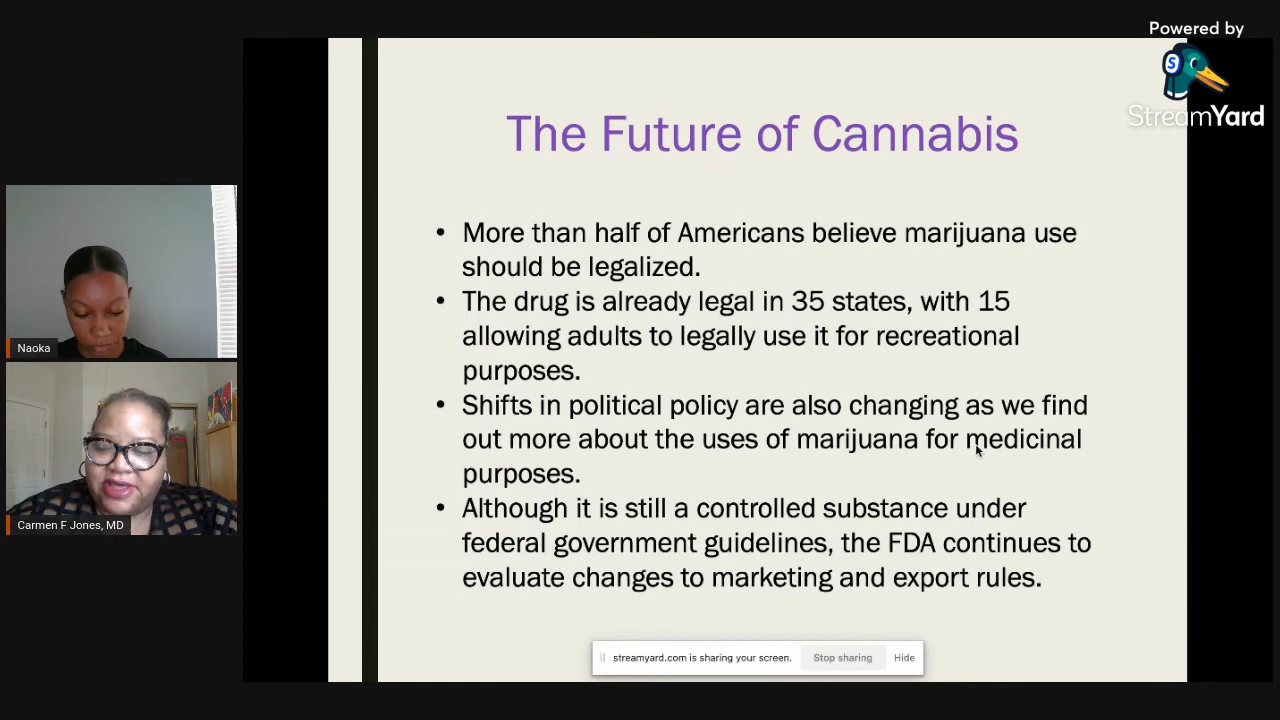 Powered by
StreamYard
The Future of Cannabis
• More than half of Americans believe marijuana use
should be legalized.
• The drug is already legal in 35 states, with 15
allowing adults to legally use it for recreational
purposes.
• Shifts in political policy are also changing as we find
out more about the uses of marijuana for medicinal
purposes.
• Although it is still a controlled substance under
federal government guidelines, the FDA continues to
evaluate changes to marketing and export rules.
Naoka
Carmen F Jones, MD
streamyard.com is sharing your screen.
Stop sharing
Hide